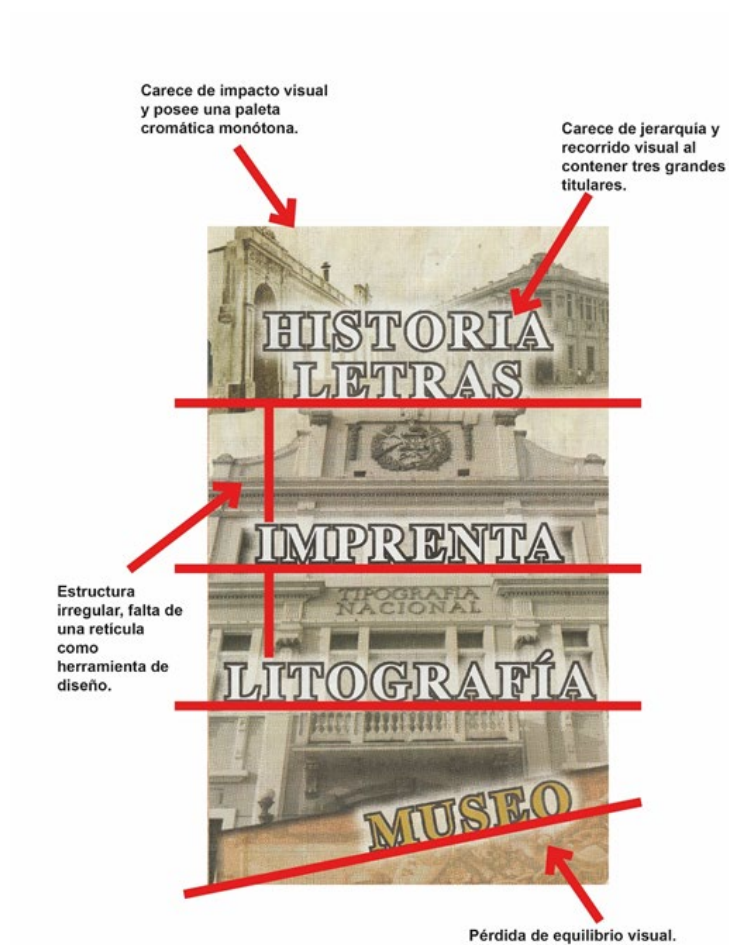 Carece de impacto visual
y posee una paleta
cromática monótona.
Carece de jerarquía y
recorrido visual al
contener tres grandes
titulares.
HISTORIA
LETRAS
IMPRENTA
Estructura
irregular, falta de
una retícula
como
herramienta de
diseño.
TIPOGRAFIA
NACIONAL
LITOGRAFÍA
MUSEO
Pérdida de equilibrio visual.